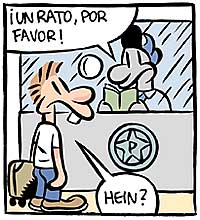 ¡UN RATO, POR
FAVOR!
P
HEIN?